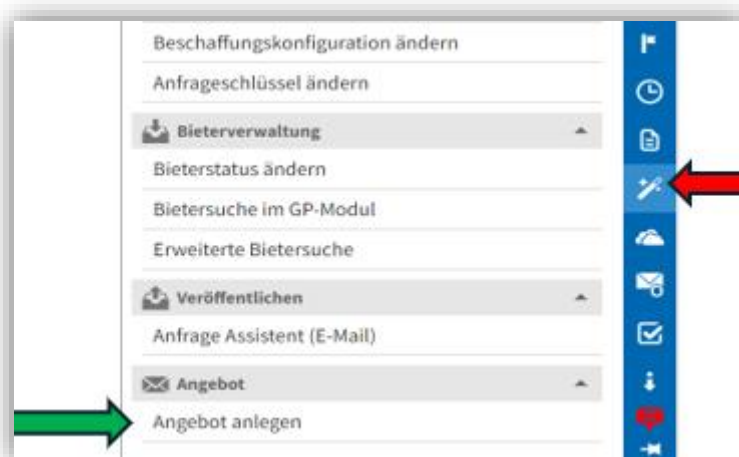 Beschaffungskonfiguration ändern
Anfrageschlüssel ändern
Bieterverwaltung
Bieterstatus ändern
Bietersuche im GP-Modul
Erweiterte Bietersuche
Veröffentlichen
Anfrage Assistent (E-Mail)
Angebot
Angebot anlegen